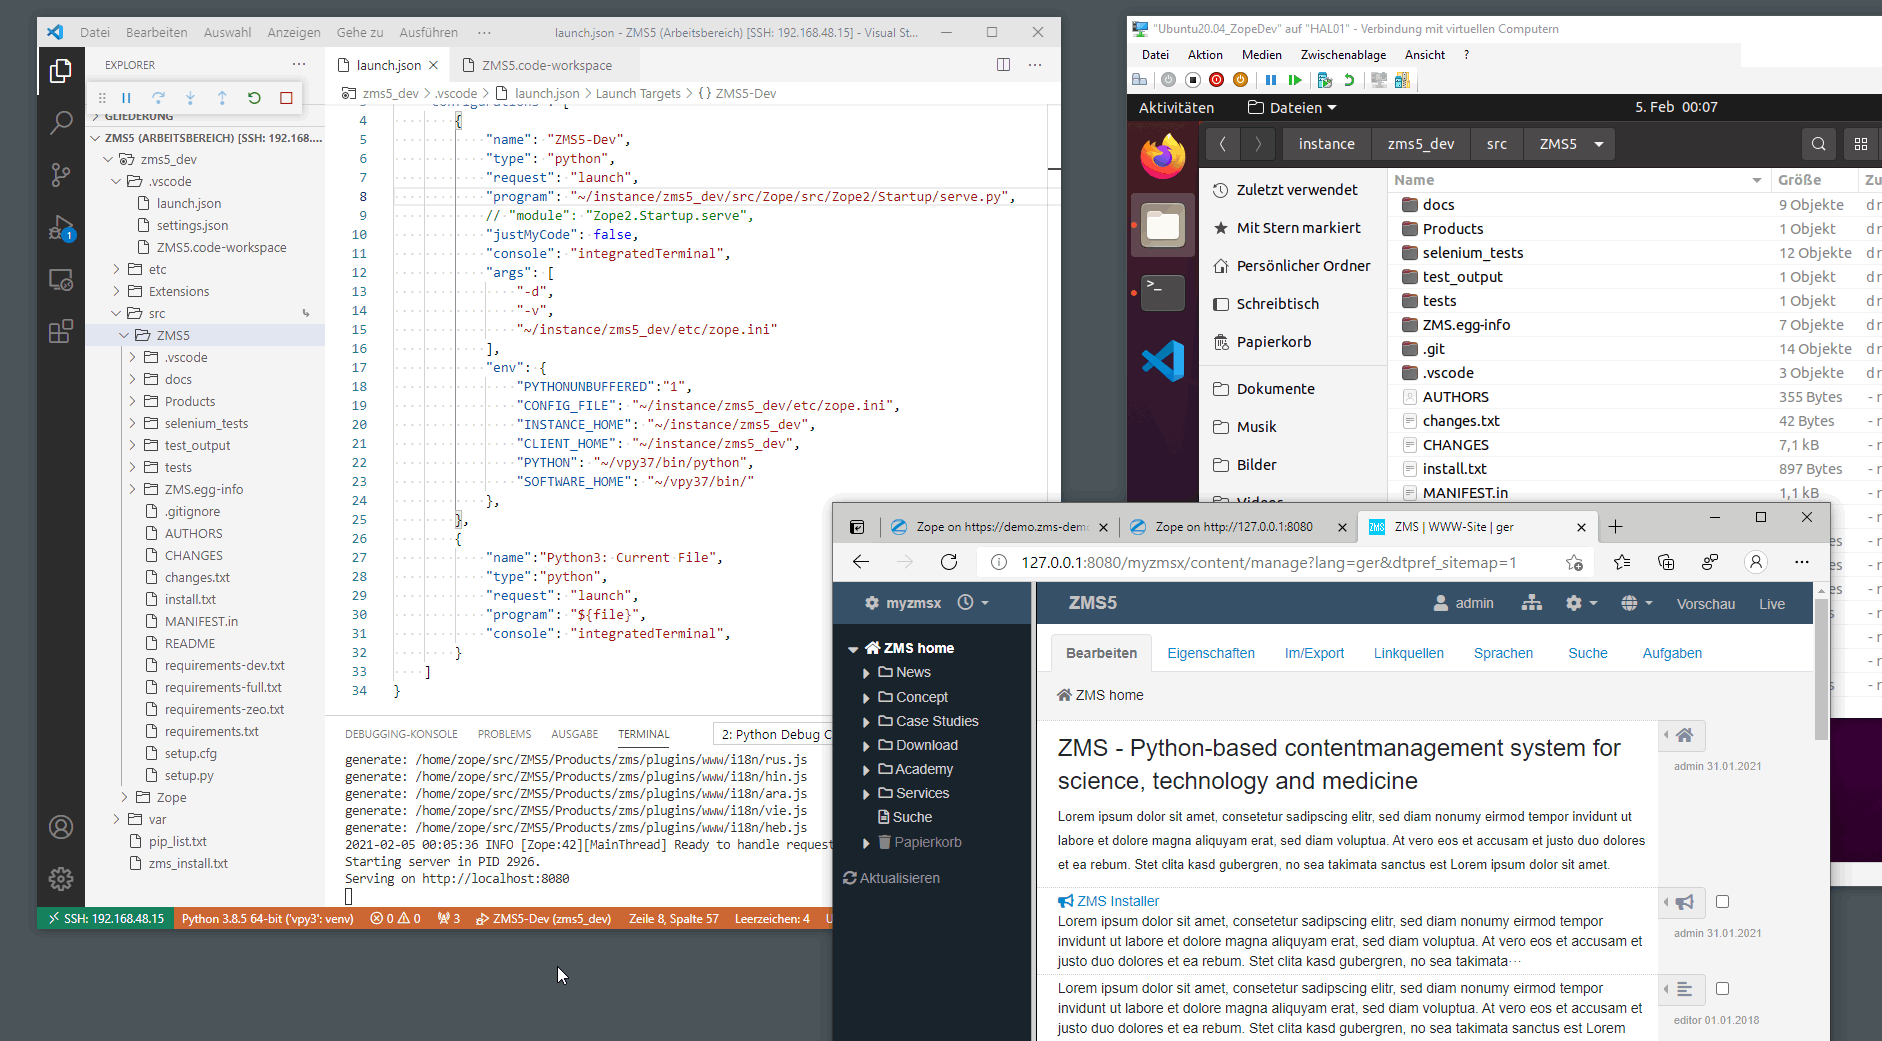 Datei Bearbeiten Auswahl Anzeigen Gehe zu Ausführen ··· launch.json - ZMS5 (Arbeitsbereich) [SSH: 192.168.48.15] - Visual St...
EXPLORER
GLIEDERUNG
ZMS5 (ARBEITSBEREICH) [SSH: 192.168....
zms5_dev
.vscode
launch.json
settings.json
ZMS5.code-workspace
etc
Extensions
src
ZMS5
.vscode
docs
Products
selenium_tests
test_output
tests
ZMS.egg-info
.gitignore
AUTHORS
CHANGES
changes.txt
install.txt
MANIFEST.in
README
requirements-dev.txt
requirements-full.txt
requirements-zeo.txt
requirements.txt
setup.cfg
setup.py
Zope
var
pip_list.txt
zms_install.txt
1
launch.json ZMS5.code-workspace
zms5_dev > .vscode > launch.json > Launch Targets > {} ZMS5-Dev
3 "configurations": [
4 {
5 "name": "ZMS5-Dev",
6 "type": "python",
7 "request": "launch",
8 "program": "~/instance/zms5_dev/src/Zope/src/Zope2/Startup/serve.py",
9 // "module": "Zope2.Startup.serve",
10 "justMyCode": false,
11 "console": "integratedTerminal",
12 "args": [
13 "-d",
14 "-v",
15 "~/instance/zms5_dev/etc/zope.ini"
16 ],
17 "env": {
18 "PYTHONUNBUFFERED":"1",
19 "CONFIG_FILE": "~/instance/zms5_dev/etc/zope.ini",
20 "INSTANCE_HOME": "~/instance/zms5_dev",
21 "CLIENT_HOME": "~/instance/zms5_dev",
22 "PYTHON": "~/vpy37/bin/python",
23 "SOFTWARE_HOME": "~/vpy37/bin/"
24 },
25 },
26 {
27 "name":"Python3: Current File",
28 "type":"python",
29 "request": "launch",
30 "program": "${file}",
31 "console": "integratedTerminal",
32 }
33 ]
34 }
DEBUGGING-KONSOLE PROBLEMS AUSGABE TERMINAL 2: Python Debug C
generate: /home/zope/src/ZMS5/Products/zms/plugins/www/i18n/rus.js
generate: /home/zope/src/ZMS5/Products/zms/plugins/www/i18n/hin.js
generate: /home/zope/src/ZMS5/Products/zms/plugins/www/i18n/ara.js
generate: /home/zope/src/ZMS5/Products/zms/plugins/www/i18n/vie.js
generate: /home/zope/src/ZMS5/Products/zms/plugins/www/i18n/heb.js
2021-02-05 00:05:36 INFO [Zope:42][MainThread] Ready to handle request
Starting server in PID 2926.
Serving on http://localhost:8080
SSH: 192.168.48.15 Python 3.8.5 64-bit ('vpy3': venv) 0 0 3 ZMS5-Dev (zms5_dev) Zeile 8, Spalte 57 Leerzeichen: 4 U
"Ubuntu20.04_ZopeDev" auf "HAL01" - Verbindung mit virtuellen Computern
Datei Aktion Medien Zwischenablage Ansicht ?
Aktivitäten Dateien 5. Feb 00:07
instance zms5_dev src ZMS5
Zuletzt verwendet
Mit Stern markiert
Persönlicher Ordner
Schreibtisch
Papierkorb
Dokumente
Musik
Bilder
Videos
Name Größe Zu
docs 9 Objekte d r
Products 1 Objekt d r
selenium_tests 12 Objekte d r
test_output 1 Objekt d r
tests 1 Objekt d r
ZMS.egg-info 7 Objekte d r
.git 14 Objekte d r
.vscode 3 Objekte d r
AUTHORS 355 Bytes - r
changes.txt 42 Bytes - r
CHANGES 7,1 kB - r
install.txt 897 Bytes - r
MANIFEST.in 1,1 kB - r
Zope on https://demo.zms-demo Zope on http://127.0.0.1:8080 ZMS ZMS | WWW-Site | ger
127.0.0.1:8080/myzmsx/content/manage?lang=ger&dtpref_sitemap=1
myzmsx ZMS5 admin Vorschau Live
ZMS home
News
Concept
Case Studies
Download
Academy
Services
Suche
Papierkorb
Aktualisieren
Bearbeiten Eigenschaften Im/Export Linkquellen Sprachen Suche Aufgaben
ZMS home
ZMS - Python-based contentmanagement system for
science, technology and medicine
admin 31.01.2021
Lorem ipsum dolor sit amet, consetetur sadipscing elitr, sed diam nonumy eirmod tempor invidunt ut
labore et dolore magna aliquyam erat, sed diam voluptua. At vero eos et accusam et justo duo dolores
et ea rebum. Stet clita kasd gubergren, no sea takimata sanctus est Lorem ipsum dolor sit amet.
ZMS Installer
Lorem ipsum dolor sit amet, consetetur sadipscing elitr, sed diam nonumy eirmod tempor
invidunt ut labore et dolore magna aliquyam erat, sed diam voluptua. At vero eos et accusam et
justo duo dolores et ea rebum. Stet clita kasd gubergren, no sea takimata···
admin 31.01.2021
Lorem ipsum dolor sit amet, consetetur sadipscing elitr, sed diam nonumy eirmod tempor
invidunt ut labore et dolore magna aliquyam erat, sed diam voluptua. At vero eos et accusam et
justo duo dolores et ea rebum. Stet clita kasd gubergren, no sea takimata sanctus est Lorem
editor 01.01.2018